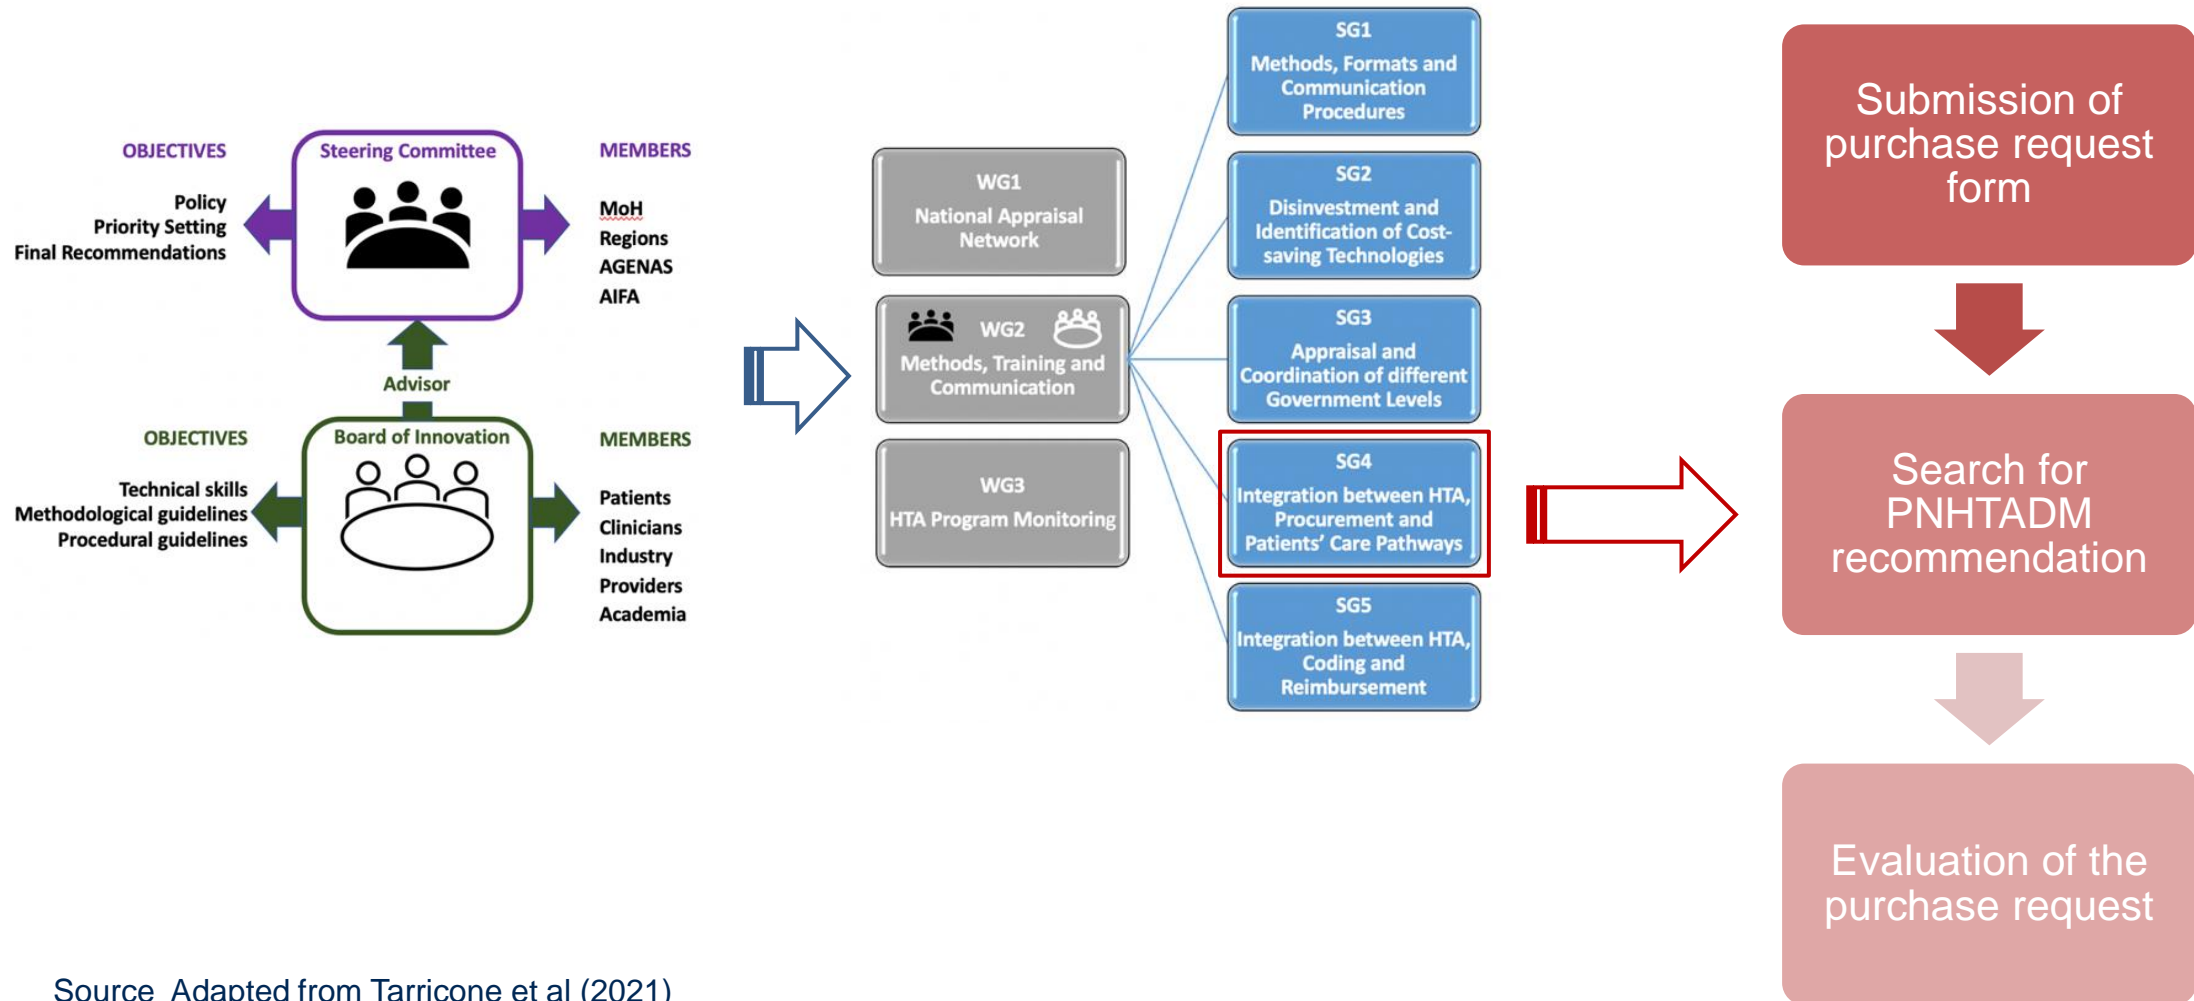 OBJECTIVES
Policy
Priority Setting
Final Recommendations
Steering Committee
MEMBERS
MoH
Regions
AGENAS
AIFA
Advisor
OBJECTIVES
Technical skills
Methodological guidelines
Procedural guidelines
Board of Innovation
MEMBERS
Patients
Clinicians
Industry
Providers
Academia
WG1
National Appraisal
Network
WG2
Methods, Training and
Communication
WG3
HTA Program Monitoring
SG1
Methods, Formats and
Communication
Procedures
SG2
Disinvestment and
Identification of Cost-
saving Technologies
SG3
Appraisal and
Coordination of different
Government Levels
SG4
Integration between HTA,
Procurement and
Patients' Care Pathways
SG5
Integration between HTA,
Coding and
Reimbursement
Submission of
purchase request
form
Search for
PNHTADM
recommendation
Evaluation of the
purchase request
Source Adapted from Tarricone et al (2021)